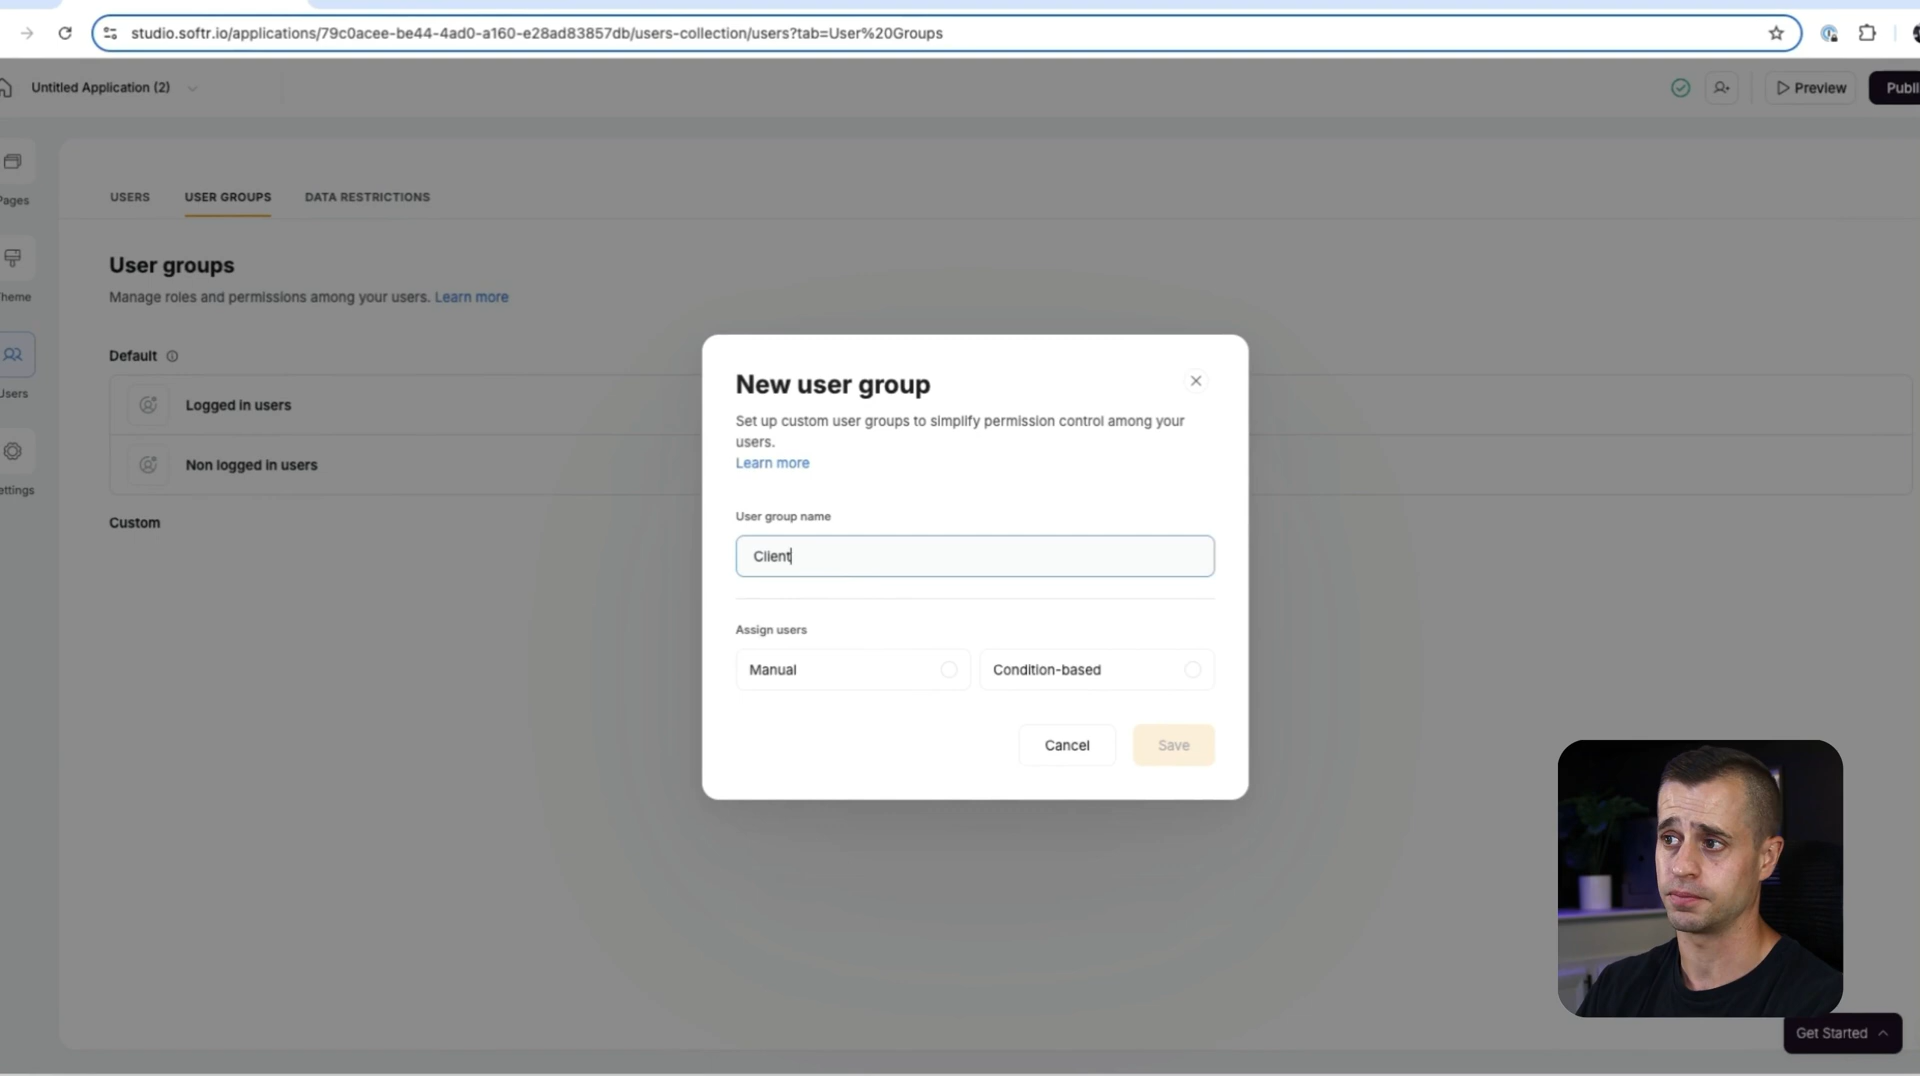 studio.softr.io/applications/79c0acee-be44-4ad0-a160-e28ad83857db/users-collection/users?tab=User%20Groups
Untitled Application (2)
Preview
Publi
Pages
heme
Users
ettings
USERS
USER GROUPS
DATA RESTRICTIONS
User groups
Manage roles and permissions among your users. Learn more
Default
Logged in users
Non logged in users
Custom
New user group
Set up custom user groups to simplify permission control among your
users.
Learn more
User group name
Client
Assign users
Manual
Condition-based
Cancel
Save
Get Started